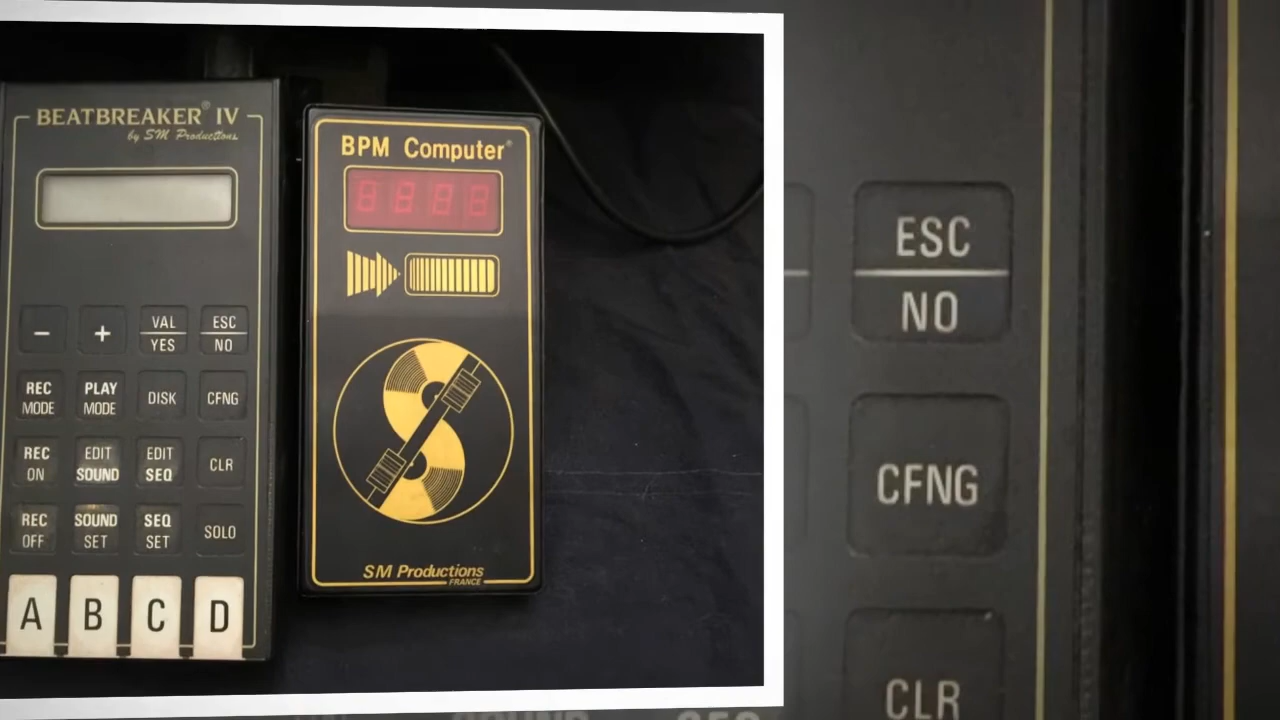 BEATBREAKER® IV
by SM Productions
-
+
VAL
YES
ESC
NO
REC
MODE
PLAY
MODE
DISK
CFNG
REC
ON
EDIT
SOUND
EDIT
SEQ
CLR
REC
OFF
SOUND
SET
SEQ
SET
SOLO
A
B
C
D
BPM Computer®
8888
SM Productions
FRANCE
ESC
NO
CFNG
CLR